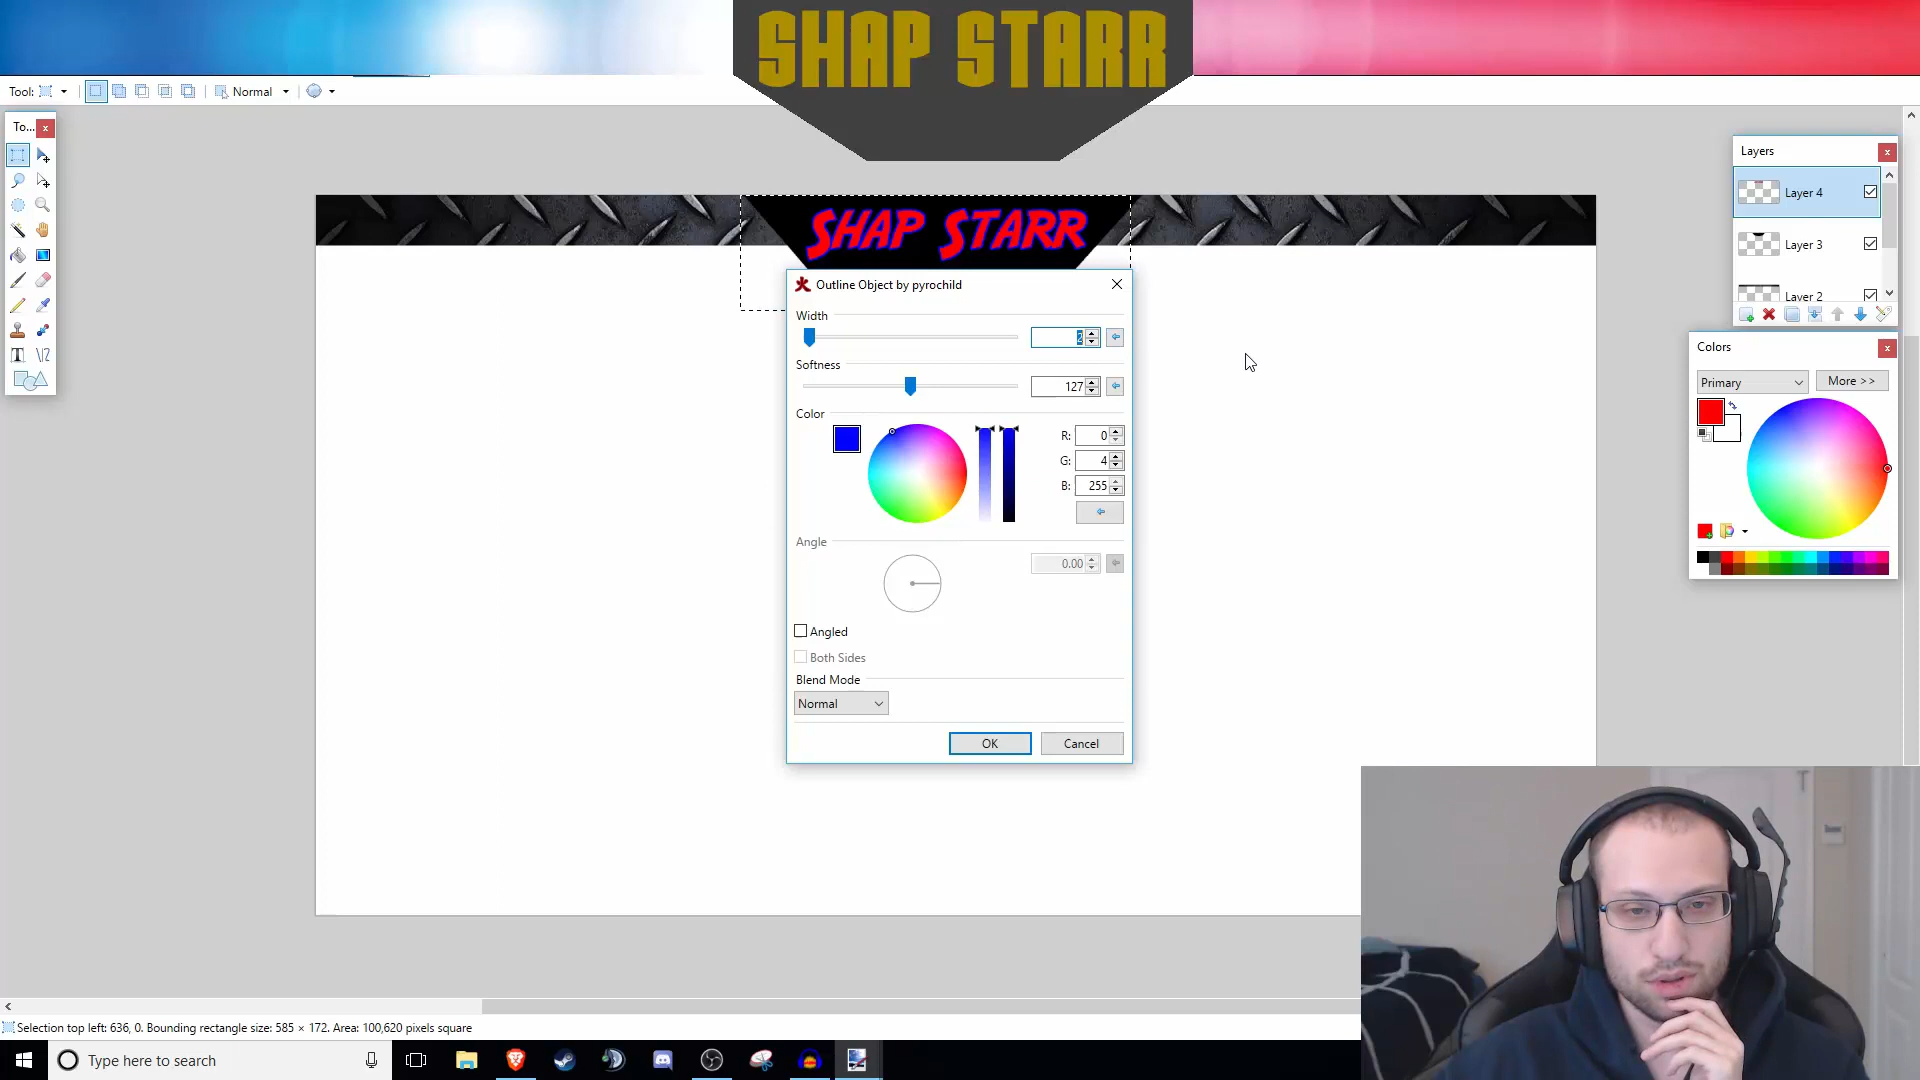 SHAP STARR
Tool:
Normal
To...
Layers
Layer 4
Layer 3
Layer 2
SHAP STARR
Outline Object by pyrochild
Width
2
Softness
127
Color
R: 0
G: 4
B: 255
Angle
0.00
Angled
Both Sides
Blend Mode
Normal
OK
Cancel
Colors
Primary
More >>
Selection top left: 636, 0. Bounding rectangle size: 585 × 172. Area: 100,620 pixels square
Type here to search